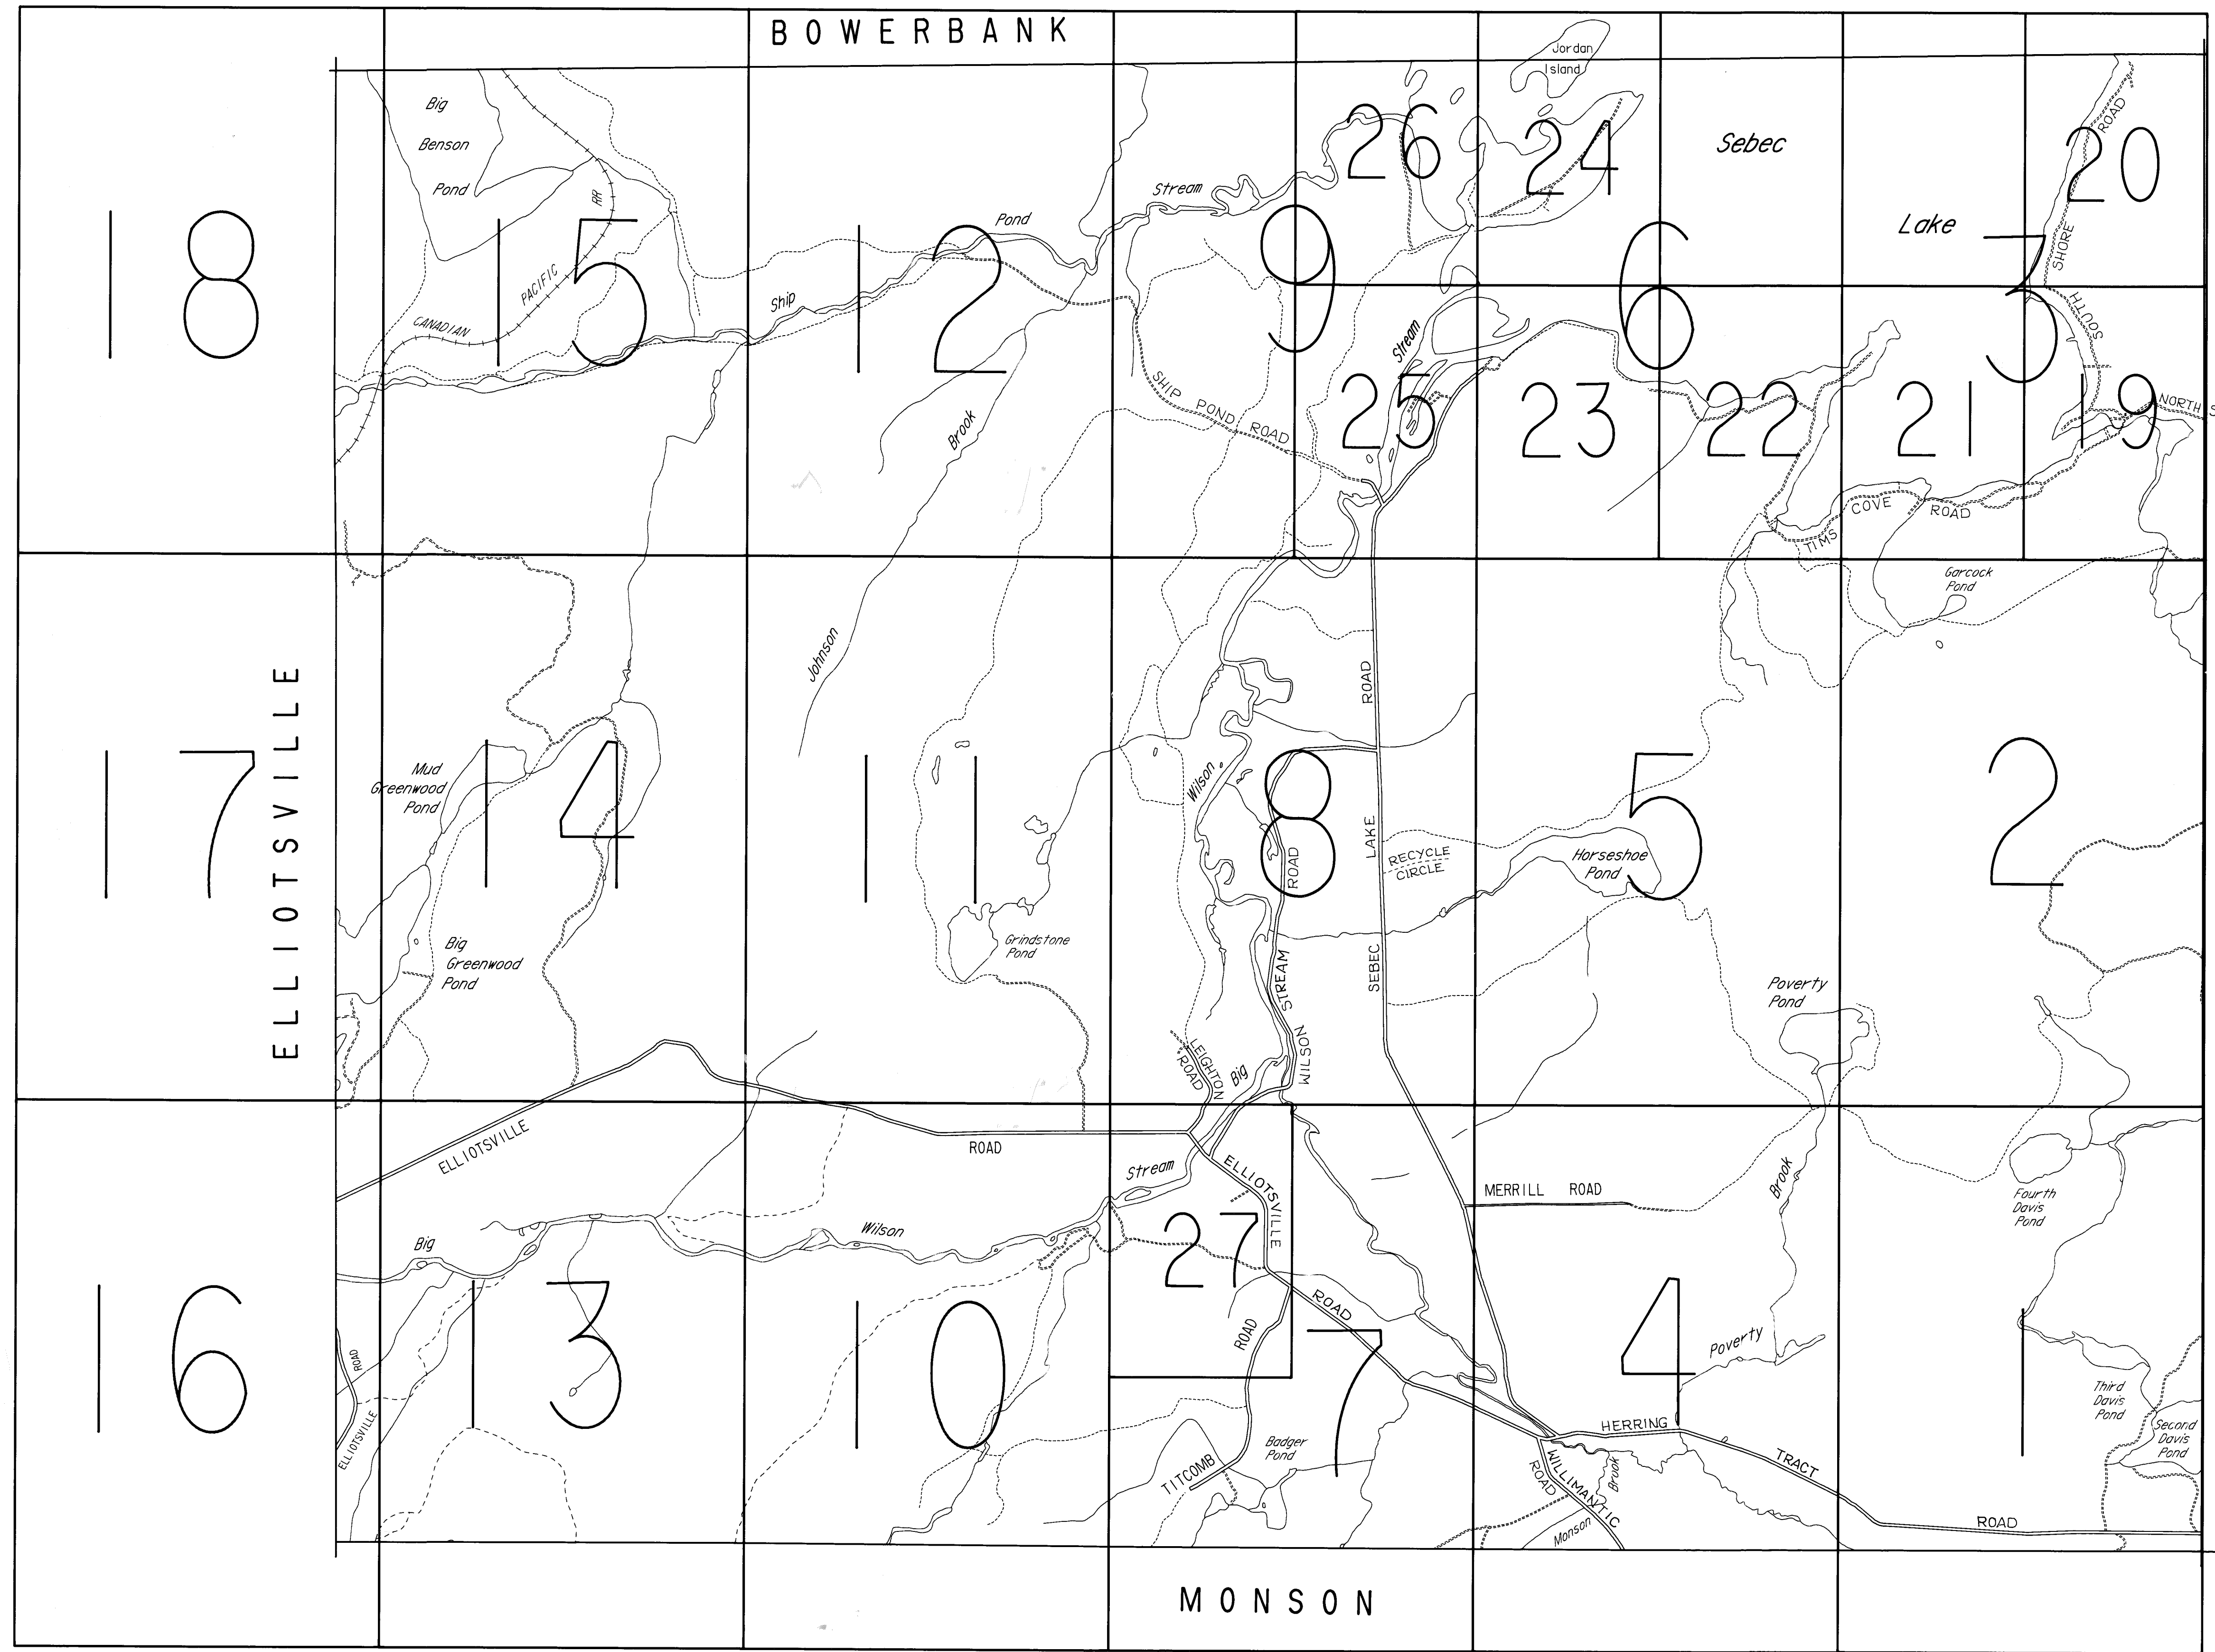 BOWERBANK
Jordan
Island
Big
Benson
Pond
RR
PACIFIC
CANADIAN
18
15
12
9
26
24
6
Sebec
Lake
3
20
ROAD
SHORE
SOUTH
Stream
Pond
Ship
Stream
Brook
SHIP POND ROAD
25
23
22
21
19
NORTH S
TIMS COVE ROAD
Garcock
Pond
Johnson
ELLIOTSVILLE
17
14
11
8
5
2
Mud
Greenwood
Pond
Big
Greenwood
Pond
Grindstone
Pond
Wilson
ROAD
LAKE
SEBEC
ROAD
STREAM
WILSON
RECYCLE
CIRCLE
Horseshoe
Pond
Poverty
Pond
LEIGHTON
ROAD
Big
ELLIOTSVILLE
ROAD
Stream
Wilson
Big
ELLIOTSVILLE
ROAD
27
MERRILL ROAD
Brook
Fourth
Davis
Pond
16
13
10
7
4
1
ROAD
ELLIOTSVILLE
ROAD
TITCOMB
Badger
Pond
Poverty
HERRING
TRACT
ROAD
WILLIMANTIC
ROAD
Brook
Monson
Third
Davis
Pond
Second
Davis
Pond
MONSON